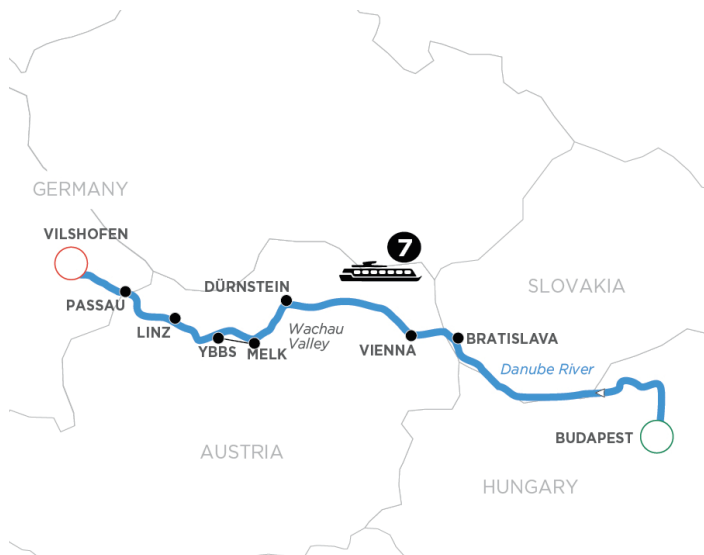 GERMANY
VILSHOFEN
7
SLOVAKIA
DÜRNSTEIN
PASSAU
LINZ
Wachau
Valley
YBBS
MELK
VIENNA
BRATISLAVA
Danube River
BUDAPEST
AUSTRIA
HUNGARY